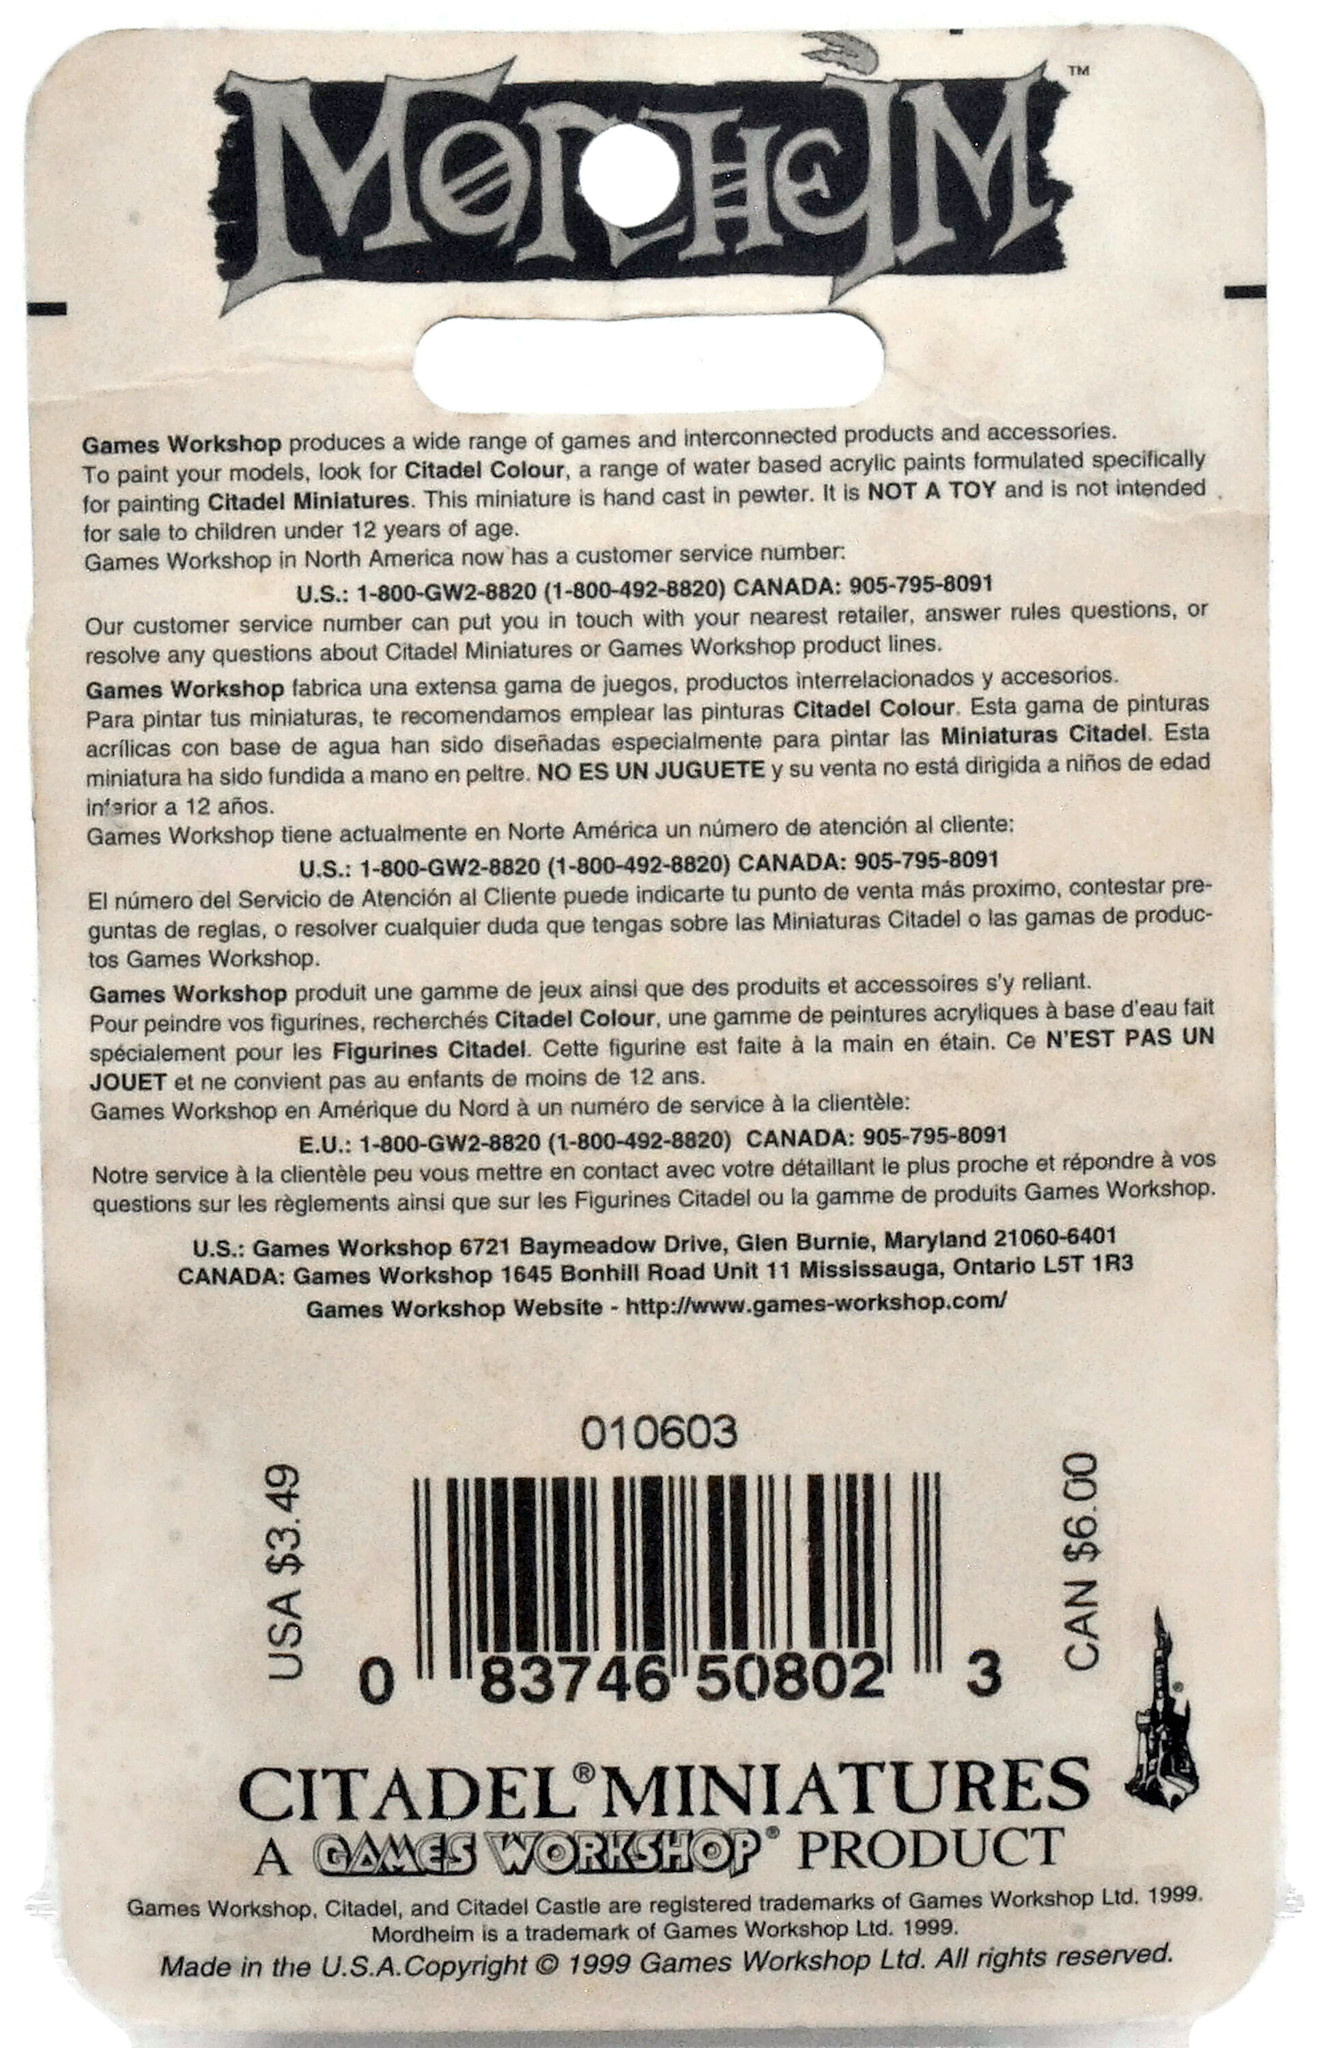 MORDHEIM™
Games Workshop produces a wide range of games and interconnected products and accessories.
To paint your models, look for Citadel Colour, a range of water based acrylic paints formulated specifically
for painting Citadel Miniatures. This miniature is hand cast in pewter. It is NOT A TOY and is not intended
for sale to children under 12 years of age.
Games Workshop in North America now has a customer service number:
U.S.: 1-800-GW2-8820 (1-800-492-8820) CANADA: 905-795-8091
Our customer service number can put you in touch with your nearest retailer, answer rules questions, or
resolve any questions about Citadel Miniatures or Games Workshop product lines.
Games Workshop fabrica una extensa gama de juegos, productos interrelacionados y accesorios.
Para pintar tus miniaturas, te recomendamos emplear las pinturas Citadel Colour. Esta gama de pinturas
acrílicas con base de agua han sido diseñadas especialmente para pintar las Miniaturas Citadel. Esta
miniatura ha sido fundida a mano en peltre. NO ES UN JUGUETE y su venta no está dirigida a niños de edad
inferior a 12 años.
Games Workshop tiene actualmente en Norte América un número de atención al cliente:
U.S.: 1-800-GW2-8820 (1-800-492-8820) CANADA: 905-795-8091
El número del Servicio de Atención al Cliente puede indicarte tu punto de venta más proximo, contestar pre-
guntas de reglas, o resolver cualquier duda que tengas sobre las Miniaturas Citadel o las gamas de produc-
tos Games Workshop.
Games Workshop produit une gamme de jeux ainsi que des produits et accessoires s'y reliant.
Pour peindre vos figurines, recherchés Citadel Colour, une gamme de peintures acryliques à base d'eau fait
spécialement pour les Figurines Citadel. Cette figurine est faite à la main en étain. Ce N'EST PAS UN
JOUET et ne convient pas au enfants de moins de 12 ans.
Games Workshop en Amérique du Nord à un numéro de service à la clientèle:
E.U.: 1-800-GW2-8820 (1-800-492-8820) CANADA: 905-795-8091
Notre service à la clientèle peu vous mettre en contact avec votre détaillant le plus proche et répondre à vos
questions sur les règlements ainsi que sur les Figurines Citadel ou la gamme de produits Games Workshop.
U.S.: Games Workshop 6721 Baymeadow Drive, Glen Burnie, Maryland 21060-6401
CANADA: Games Workshop 1645 Bonhill Road Unit 11 Mississauga, Ontario L5T 1R3
Games Workshop Website - http://www.games-workshop.com/
010603
USA $3.49
CAN $6.00
0 83746 50802 3
CITADEL® MINIATURES
A GAMES WORKSHOP® PRODUCT
Games Workshop, Citadel, and Citadel Castle are registered trademarks of Games Workshop Ltd. 1999.
Mordheim is a trademark of Games Workshop Ltd. 1999.
Made in the U.S.A.Copyright © 1999 Games Workshop Ltd. All rights reserved.